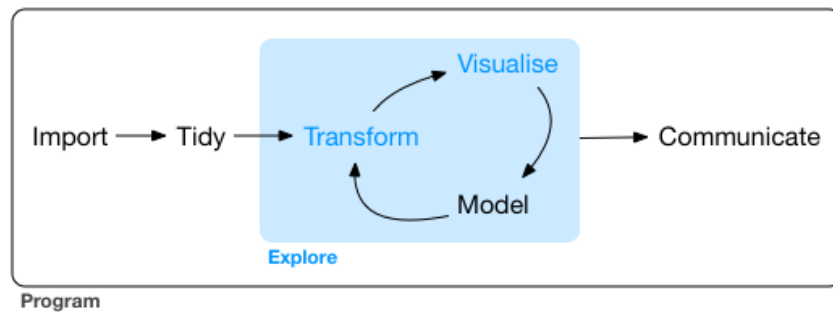 Visualise
Import
Tidy
Transform
Communicate
Model
Explore
Program